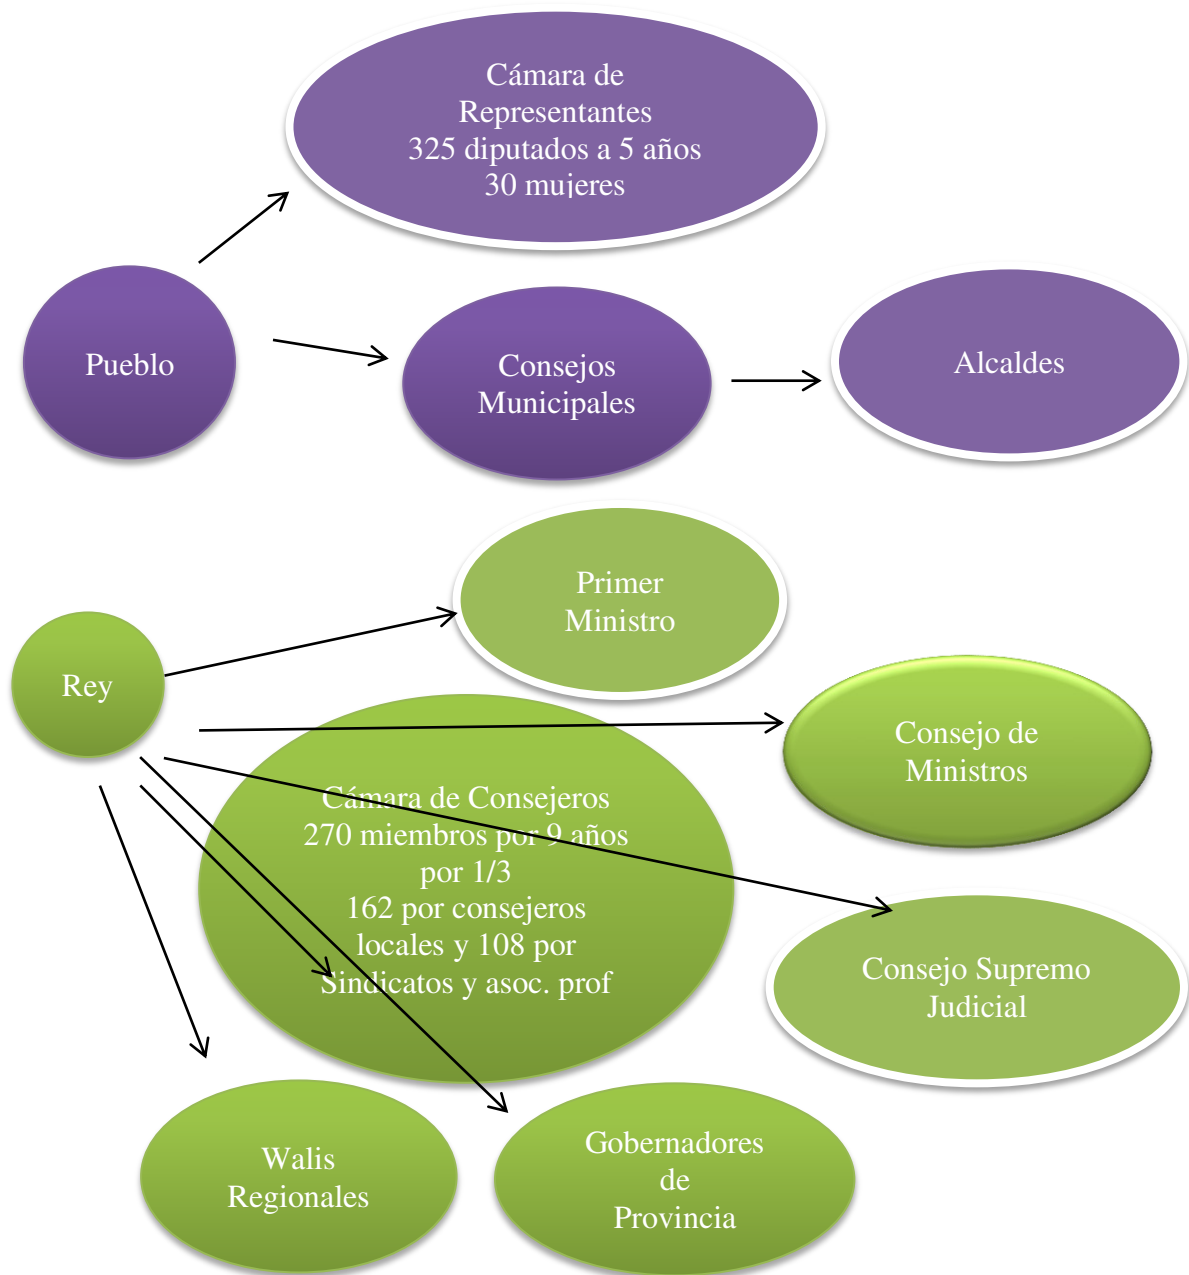 Cámara de
Representantes
325 diputados a 5 años
30 mujeres
Pueblo
Consejos
Municipales
Alcaldes
Primer
Ministro
Rey
Consejo de
Ministros
Cámara de Consejeros
270 miembros por 9 años
por 1/3
162 por consejeros
locales y 108 por
Sindicatos y asoc. prof
Consejo Supremo
Judicial
Walis
Regionales
Gobernadores
de
Provincia